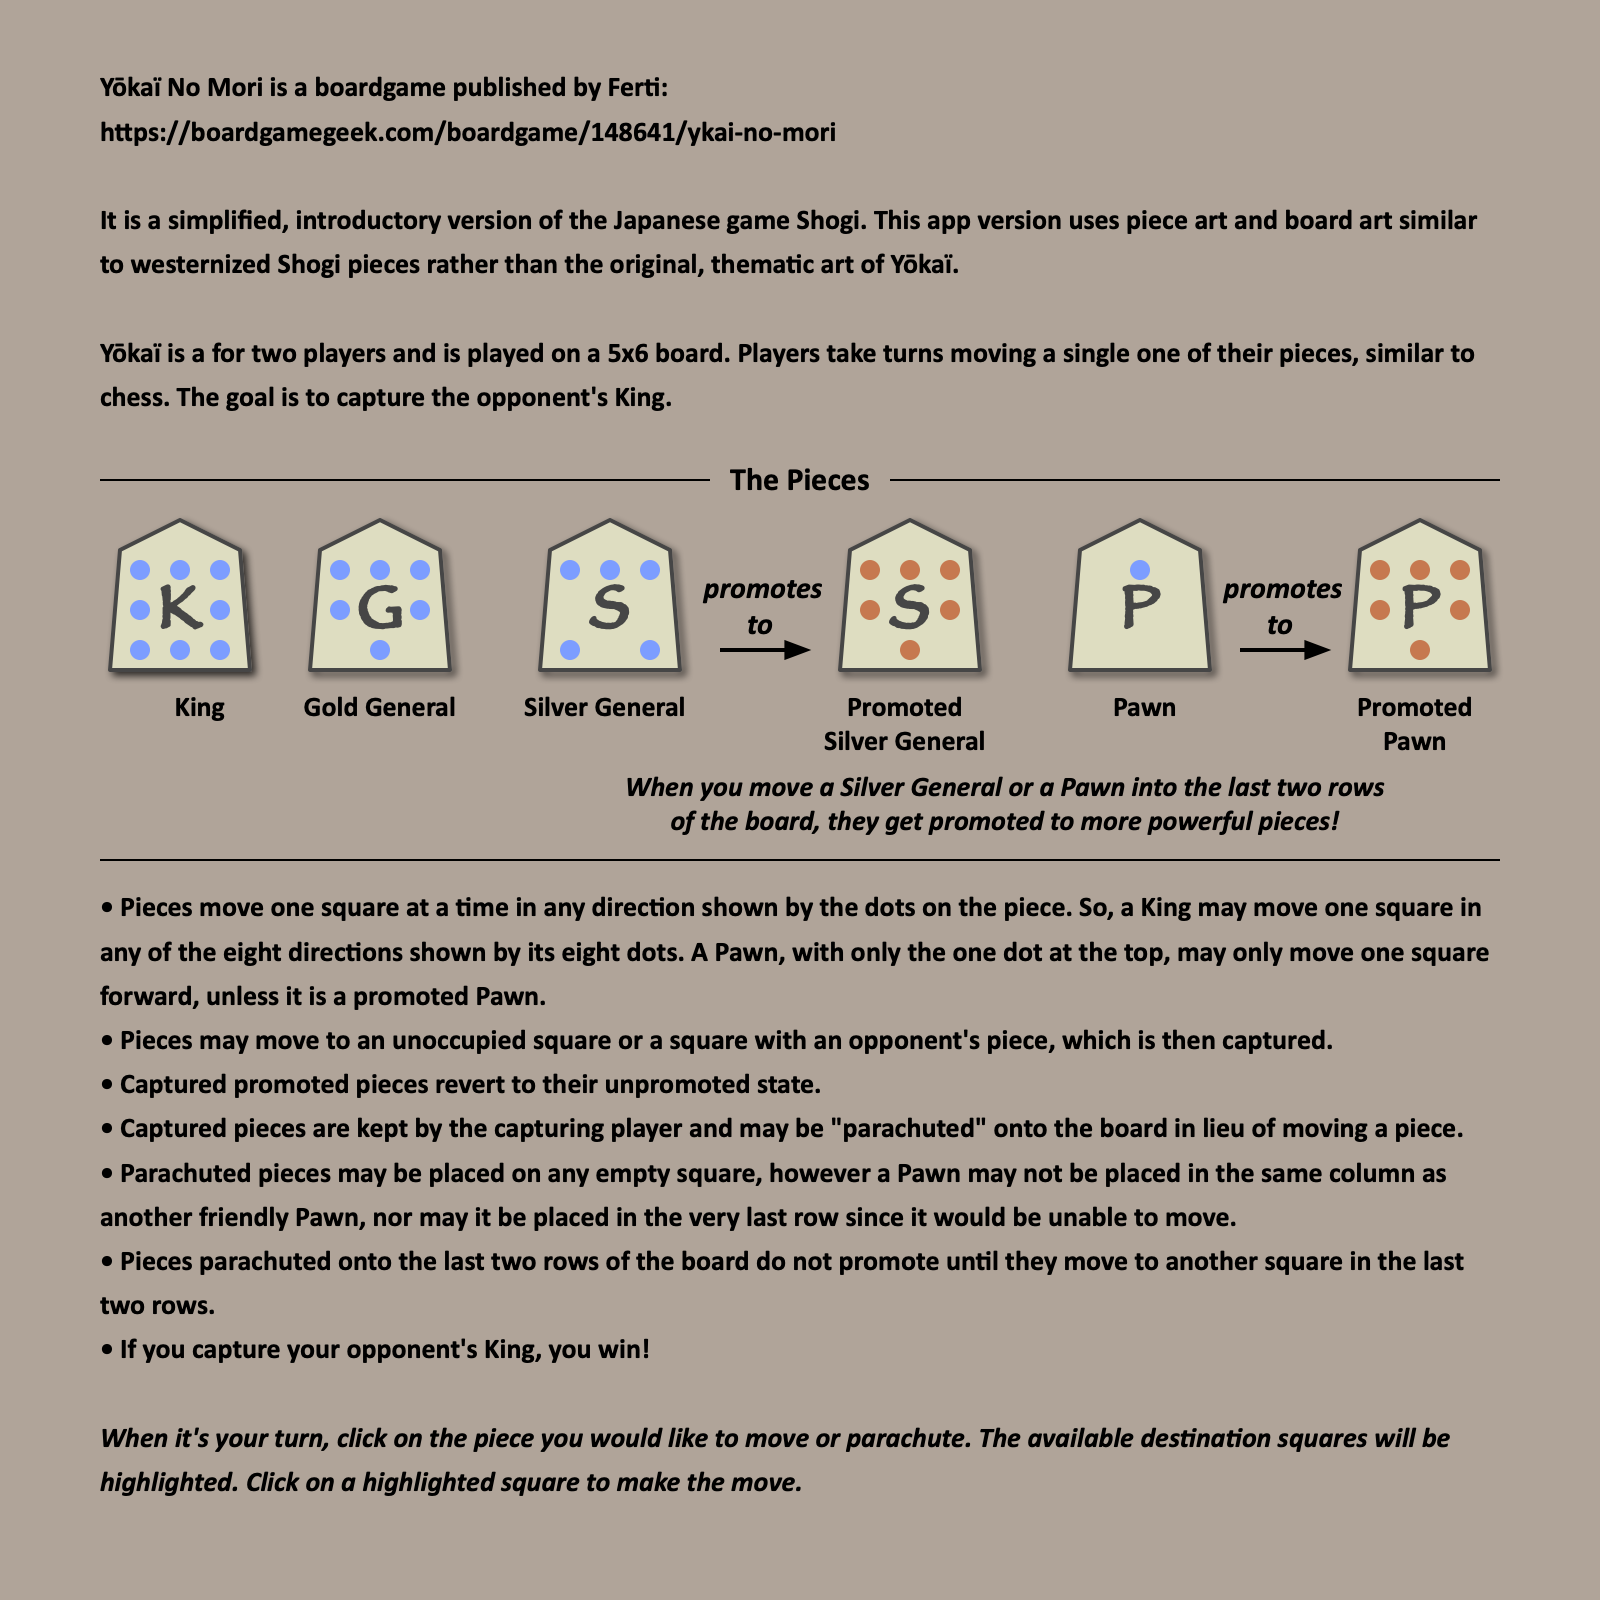 Yōkaï No Mori is a boardgame published by Ferti:
https://boardgamegeek.com/boardgame/148641/ykai-no-mori
It is a simplified, introductory version of the Japanese game Shogi. This app version uses piece art and board art similar
to westernized Shogi pieces rather than the original, thematic art of Yōkaï.
Yōkaï is a for two players and is played on a 5x6 board. Players take turns moving a single one of their pieces, similar to
chess. The goal is to capture the opponent's King.
The Pieces
K G S promotes to S P promotes to P
King Gold General Silver General Promoted Silver General Pawn Promoted Pawn
When you move a Silver General or a Pawn into the last two rows
of the board, they get promoted to more powerful pieces!
• Pieces move one square at a time in any direction shown by the dots on the piece. So, a King may move one square in
any of the eight directions shown by its eight dots. A Pawn, with only the one dot at the top, may only move one square
forward, unless it is a promoted Pawn.
• Pieces may move to an unoccupied square or a square with an opponent's piece, which is then captured.
• Captured promoted pieces revert to their unpromoted state.
• Captured pieces are kept by the capturing player and may be "parachuted" onto the board in lieu of moving a piece.
• Parachuted pieces may be placed on any empty square, however a Pawn may not be placed in the same column as
another friendly Pawn, nor may it be placed in the very last row since it would be unable to move.
• Pieces parachuted onto the last two rows of the board do not promote until they move to another square in the last
two rows.
• If you capture your opponent's King, you win!
When it's your turn, click on the piece you would like to move or parachute. The available destination squares will be
highlighted. Click on a highlighted square to make the move.